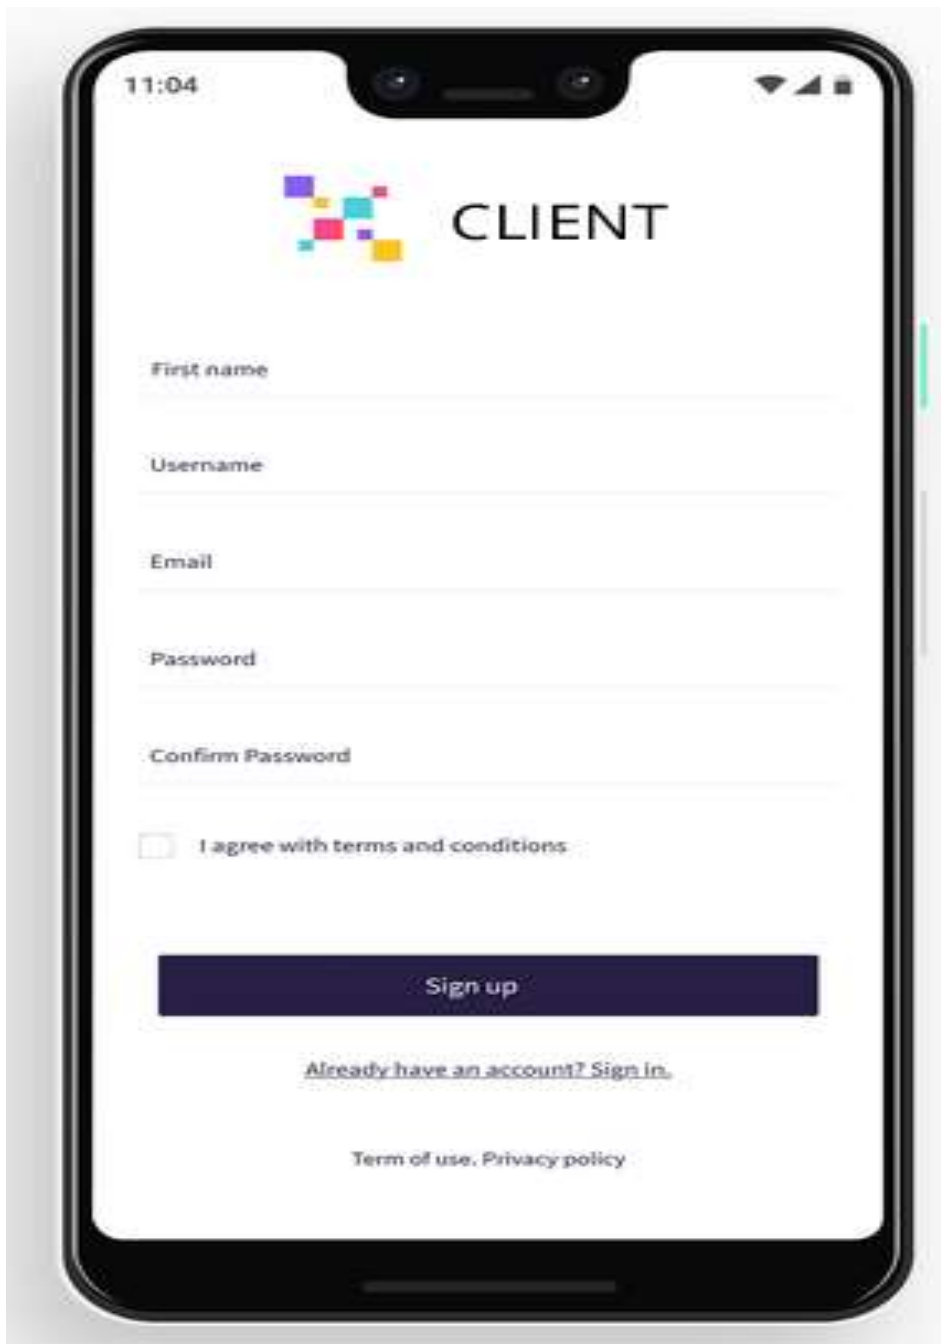 11:04
CLIENT
First name
Username
Email
Password
Confirm Password
I agree with terms and conditions
Sign up
Already have an account? Sign in.
Term of use. Privacy policy